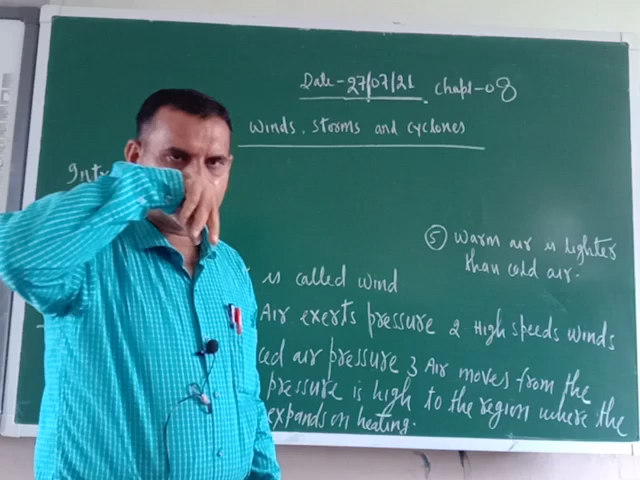 Date - 27/07/21 Chapt-08
Winds, Storms and Cyclones
⑤ Warm air is lighter
than cold air.
is called wind
Air exerts pressure 2 High speeds winds
air pressure 3 Air moves from the
pressure is high to the region where the
expands on heating.